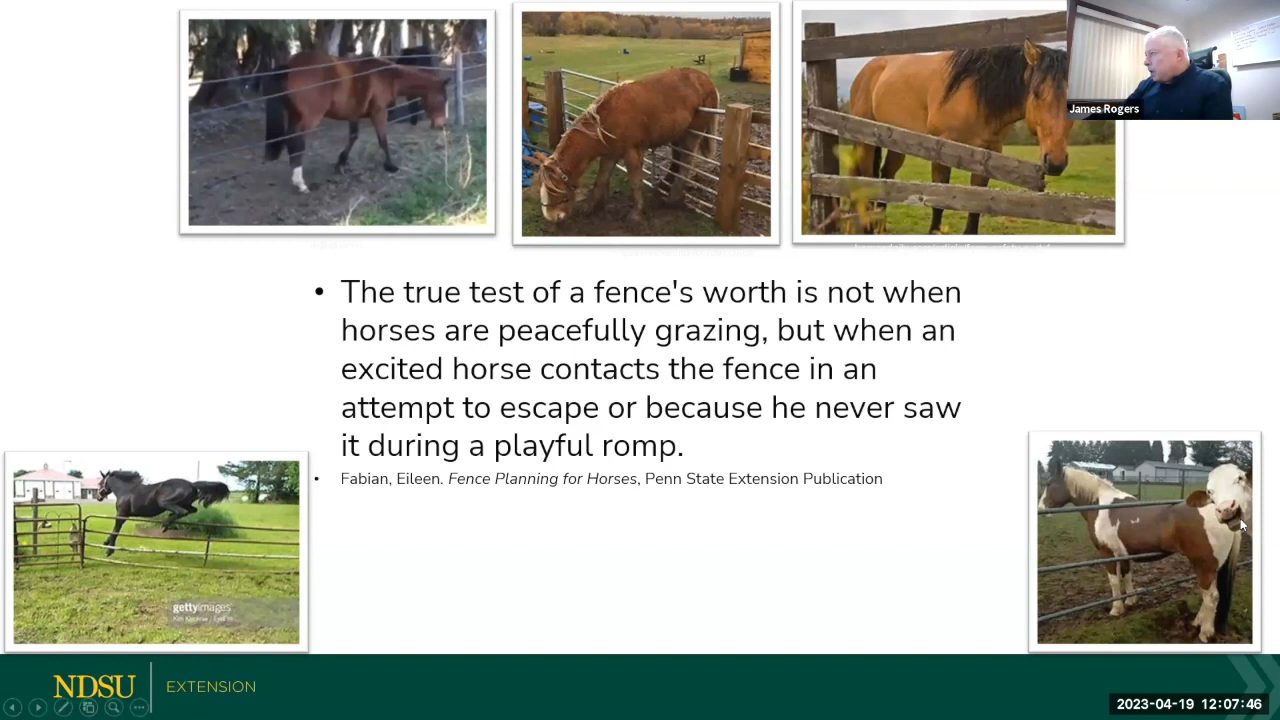 James Rogers
• The true test of a fence's worth is not when
horses are peacefully grazing, but when an
excited horse contacts the fence in an
attempt to escape or because he never saw
it during a playful romp.
• Fabian, Eileen. Fence Planning for Horses, Penn State Extension Publication
gettyimages
NDSU
EXTENSION
2023-04-19 12:07:46